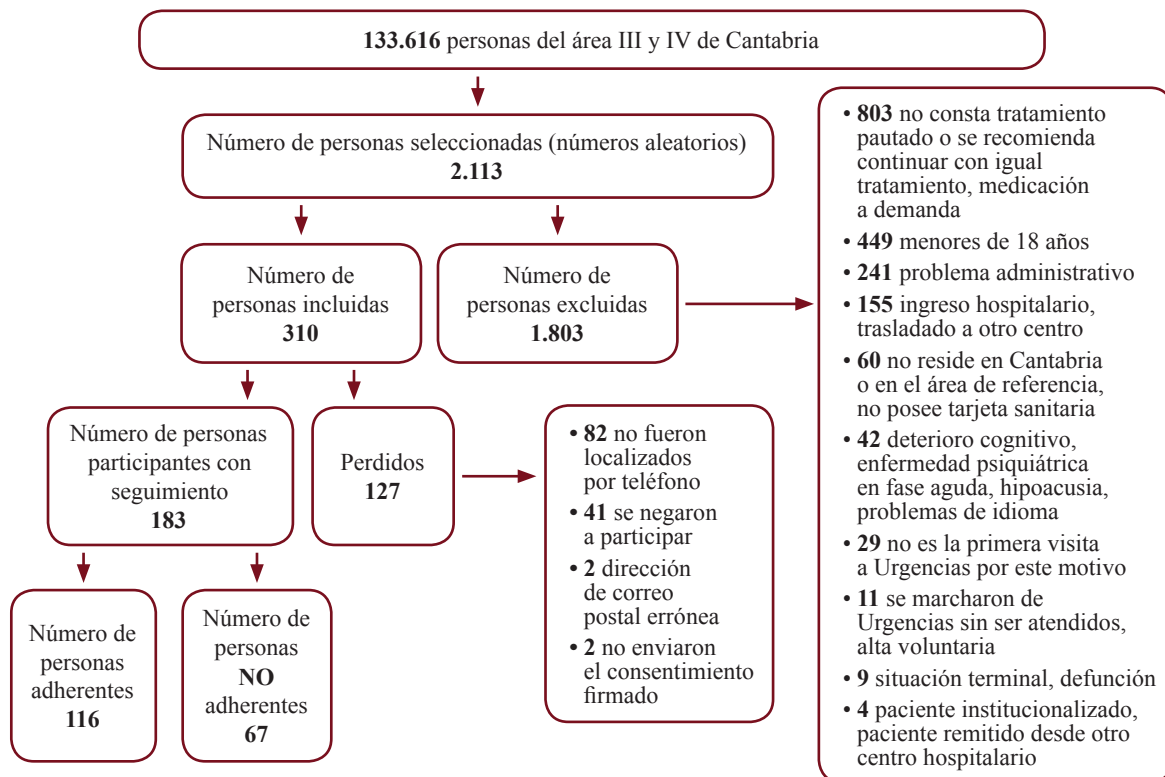 133.616 personas del área III y IV de Cantabria
Número de personas seleccionadas (números aleatorios)
2.113
Número de
personas incluidas
310
Número de
personas excluidas
1.803
• 803 no consta tratamiento
pautado o se recomienda
continuar con igual
tratamiento, medicación
a demanda
• 449 menores de 18 años
• 241 problema administrativo
• 155 ingreso hospitalario,
trasladado a otro centro
• 60 no reside en Cantabria
o en el área de referencia,
no posee tarjeta sanitaria
• 42 deterioro cognitivo,
enfermedad psiquiátrica
en fase aguda, hipoacusia,
problemas de idioma
• 29 no es la primera visita
a Urgencias por este motivo
• 11 se marcharon de
Urgencias sin ser atendidos,
alta voluntaria
• 9 situación terminal, defunción
• 4 paciente institucionalizado,
paciente remitido desde otro
centro hospitalario
Número de personas
participantes con
seguimiento
183
Perdidos
127
• 82 no fueron
localizados
por teléfono
• 41 se negaron
a participar
• 2 dirección
de correo
postal errónea
• 2 no enviaron
el consentimiento
firmado
Número de
personas
adherentes
116
Número de
personas
NO
adherentes
67